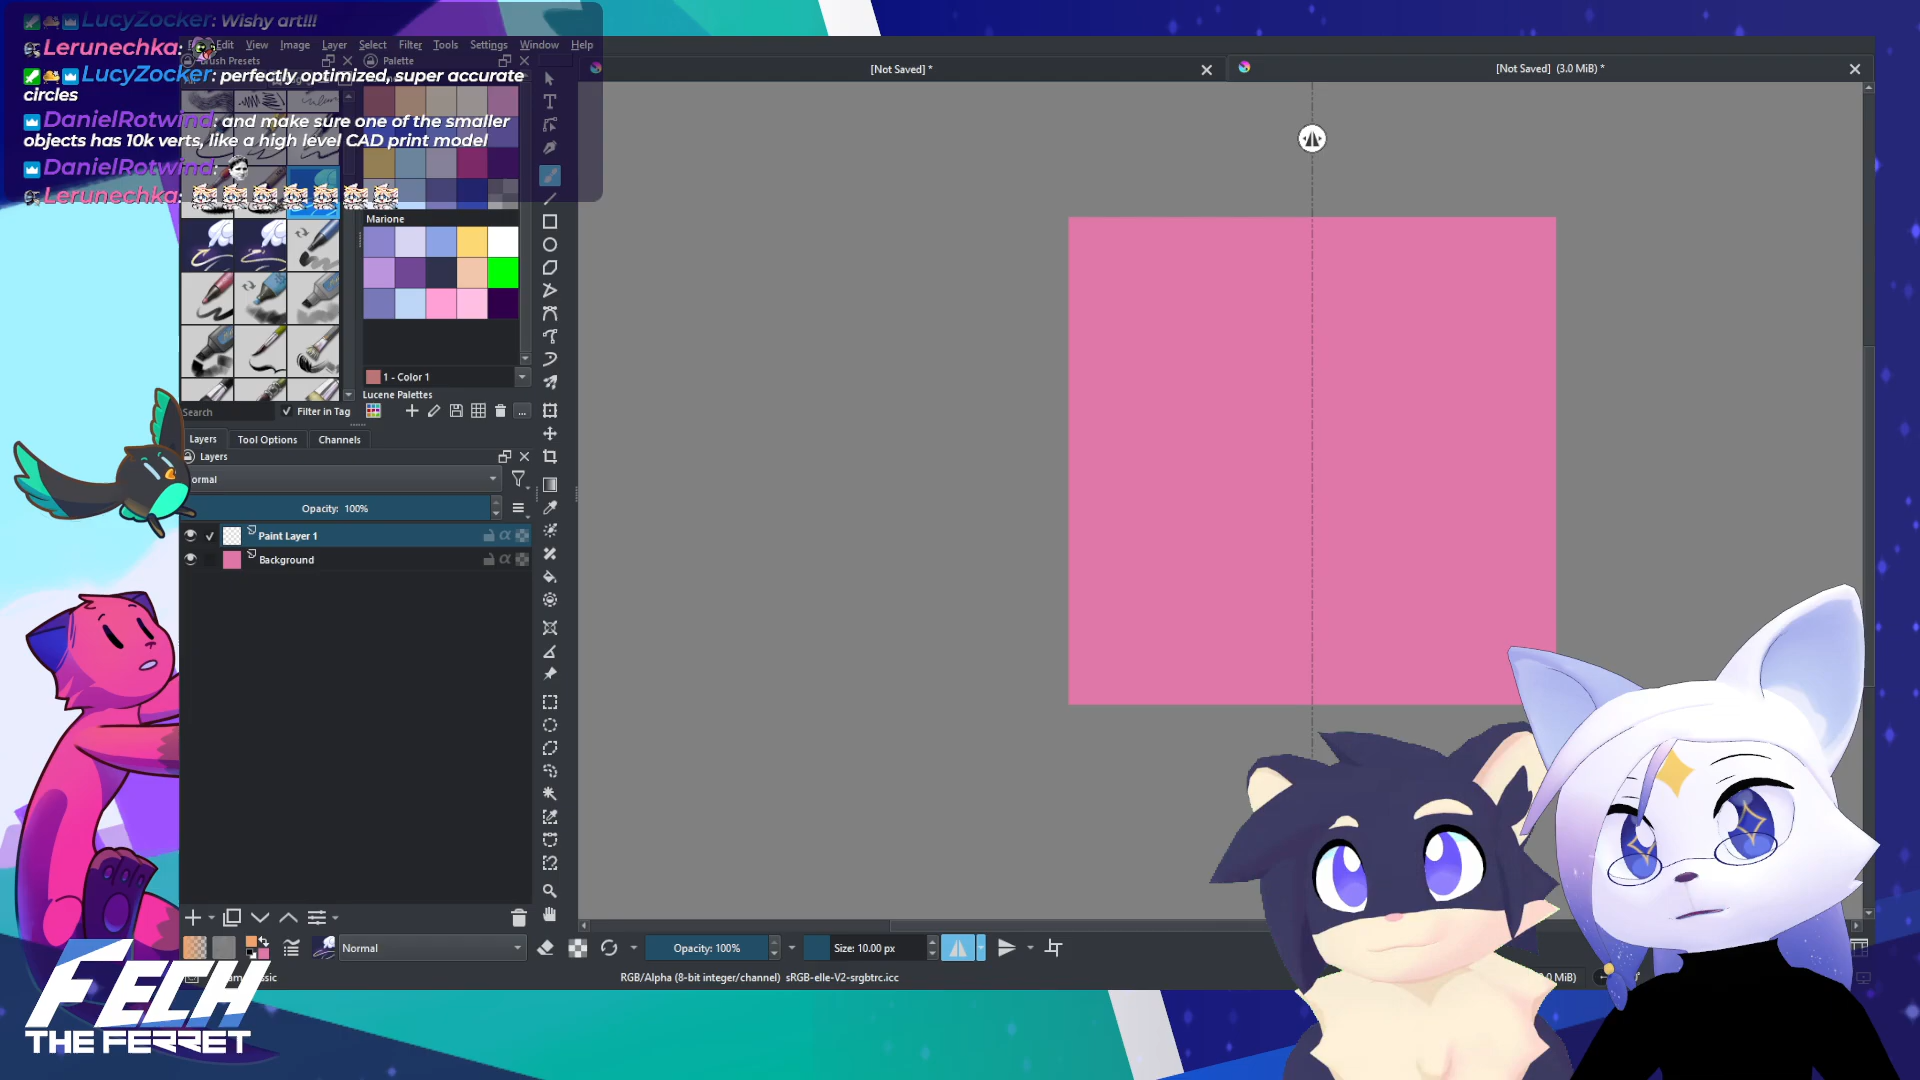 LucyZocker: Wishy art!!!
Lerunechka:
Edit View Image Layer Select Filter Tools Settings Window Help
Brush Presets
Palette
LucyZocker: perfectly optimized, super accurate
circles
DanielRotwind: and make sure one of the smaller
objects has 10k verts, like a high level CAD print model
DanielRotwind:
Lerunechka:
[Not Saved] *
[Not Saved] (3.0 MiB) *
Marione
1 - Color 1
Lucene Palettes
Search
Filter in Tag
...
Layers Tool Options Channels
Layers
ormal
Opacity: 100%
Paint Layer 1
Background
Normal
Opacity: 100%
Size: 10.00 px
RGB/Alpha (8-bit integer/channel) sRGB-elle-V2-srgbtrc.icc
FECH
THE FERRET